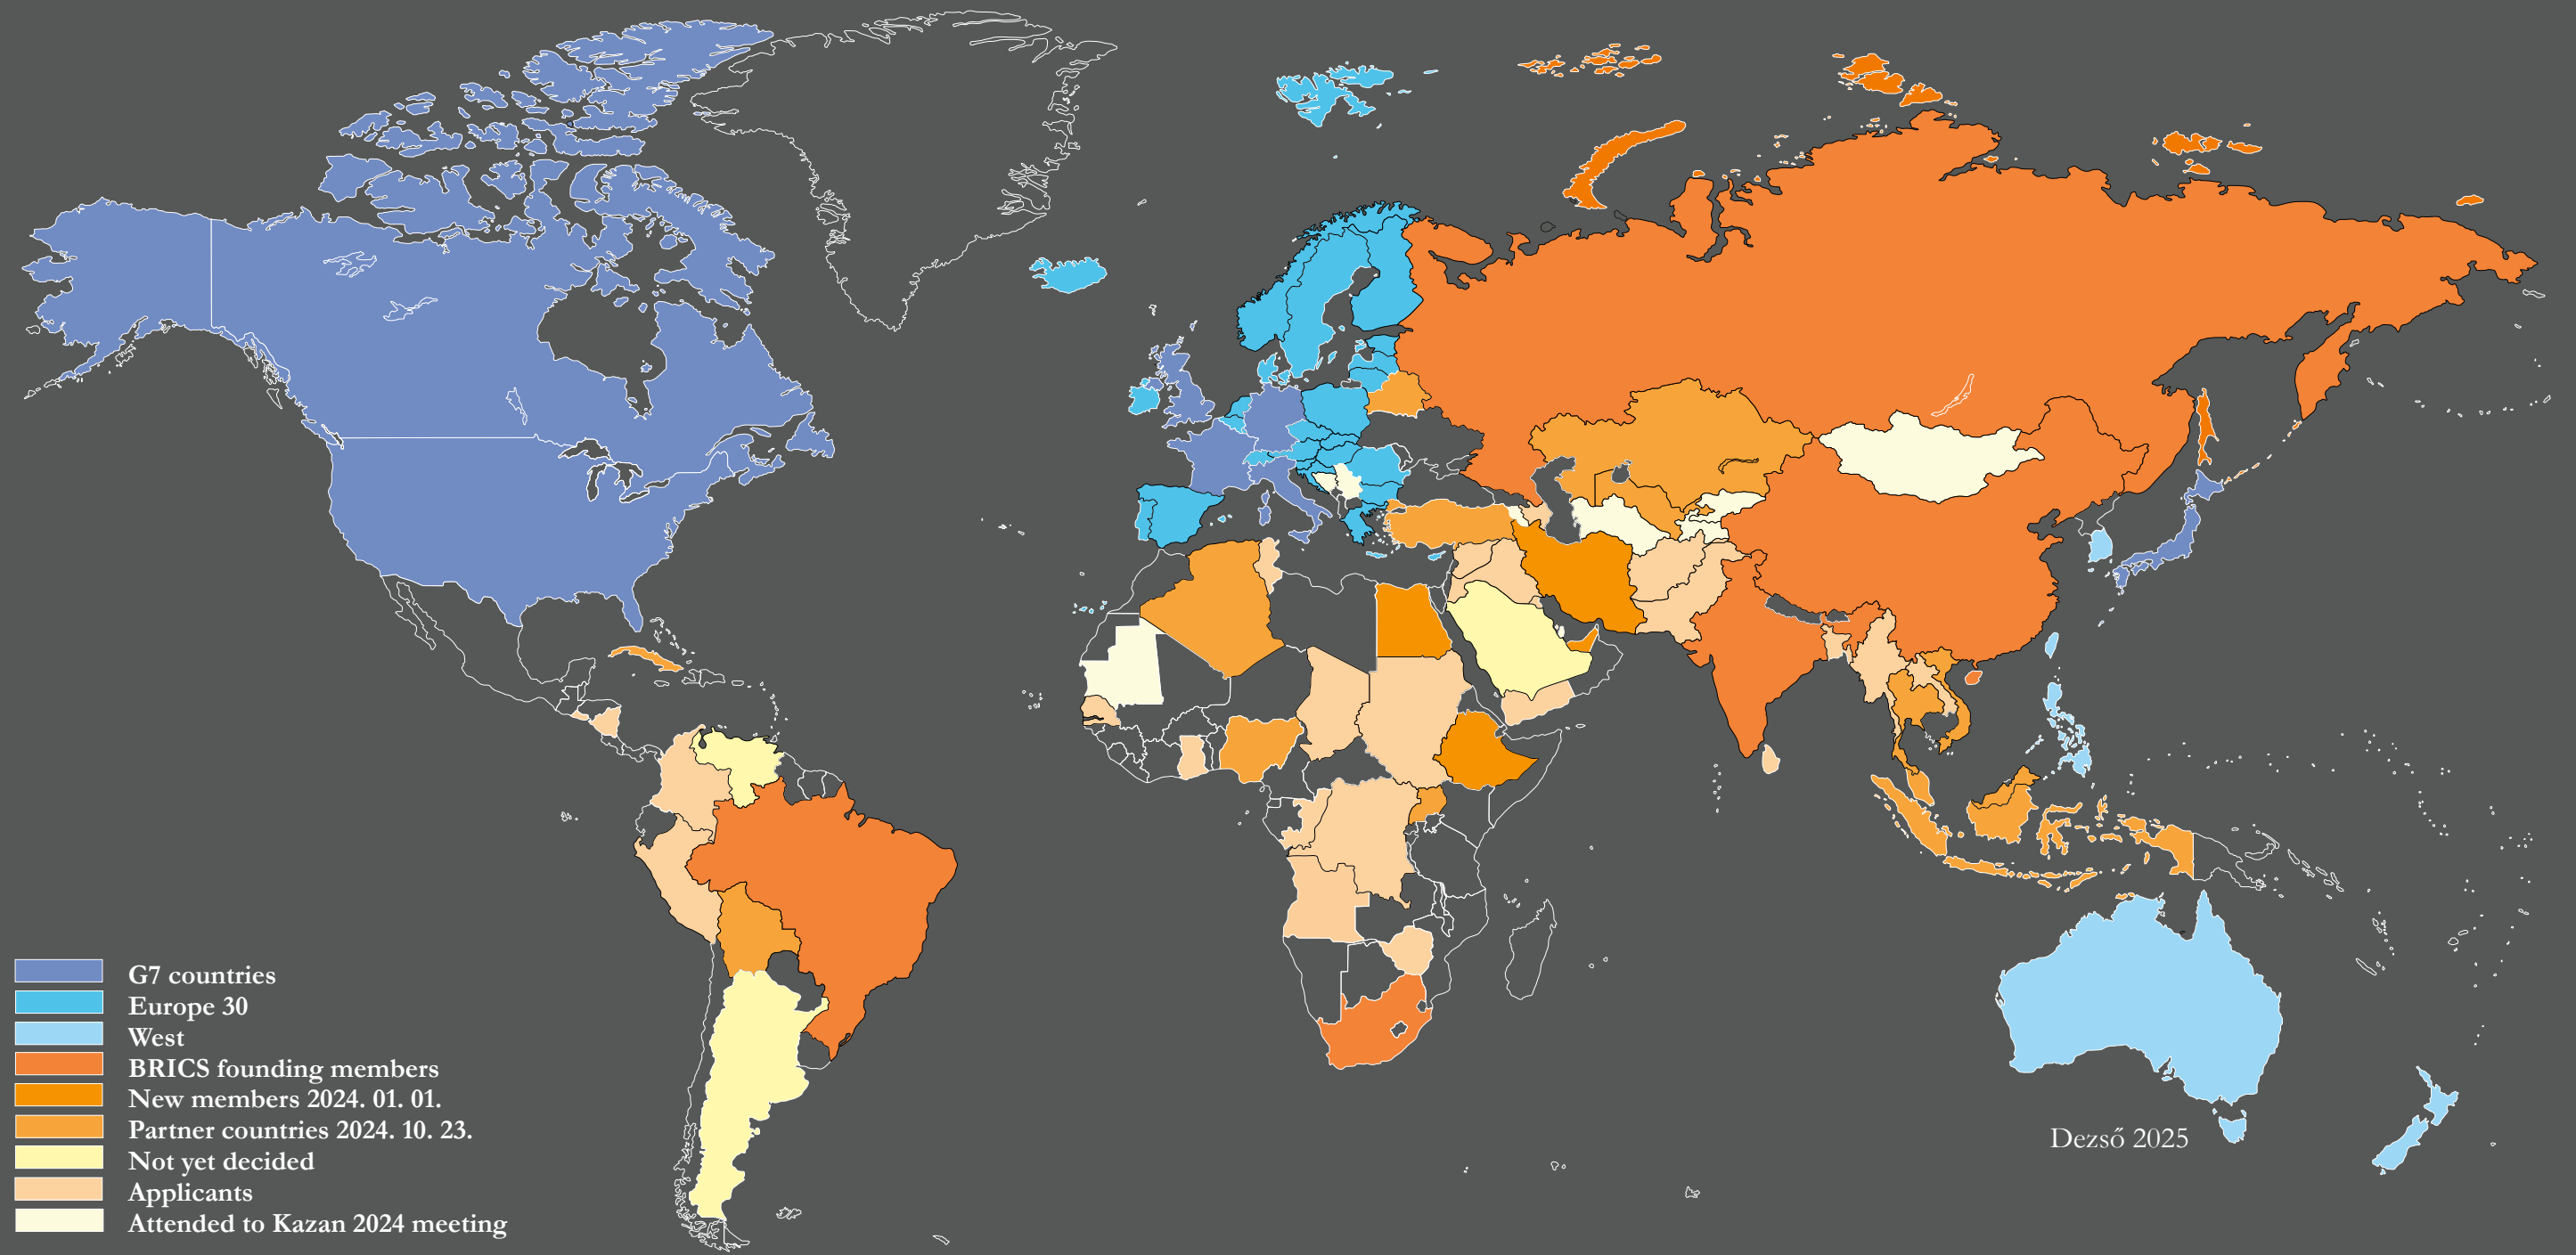 G7 countries
Europe 30
West
BRICS founding members
New members 2024. 01. 01.
Partner countries 2024. 10. 23.
Not yet decided
Applicants
Attended to Kazan 2024 meeting
Dezső 2025